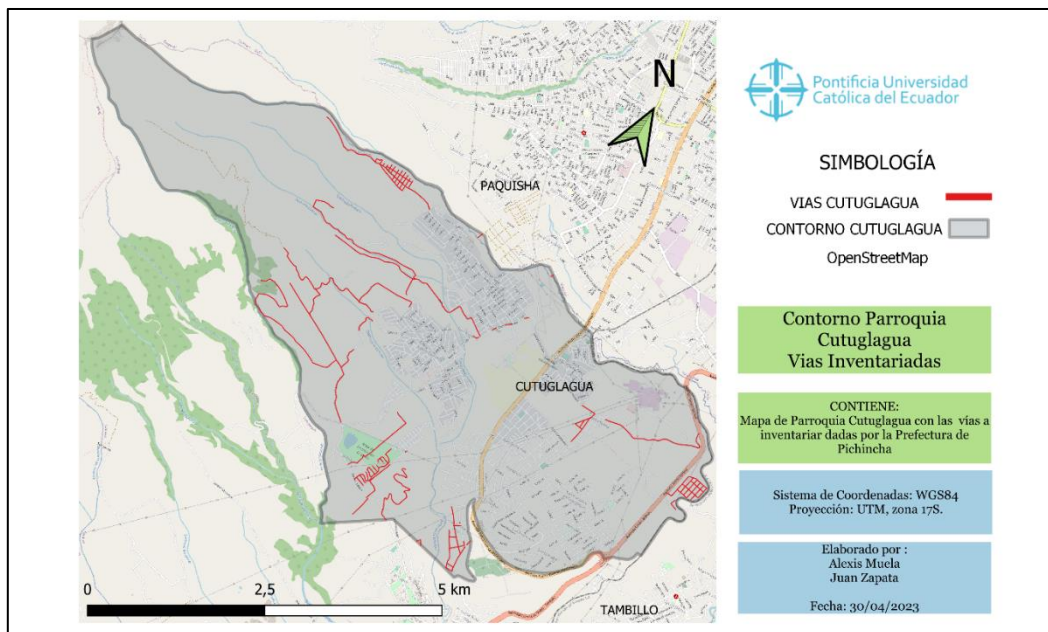 N
PAQUISHA
CUTUGLAGUA
TAMBILLO
0
2,5
5 km
Pontificia Universidad
Católica del Ecuador
SIMBOLOGÍA
VIAS CUTUGLAGUA
CONTORNO CUTUGLAGUA
OpenStreetMap
Contorno Parroquia
Cutuglagua
Vias Inventariadas
CONTIENE:
Mapa de Parroquia Cutuglagua con las vias a
inventariar dadas por la Prefectura de
Pichincha
Sistema de Coordenadas: WGS84
Proyección: UTM, zona 17S.
Elaborado por :
Alexis Muela
Juan Zapata
Fecha: 30/04/2023